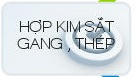 HỢP KIM SẮT
GANG , THÉP